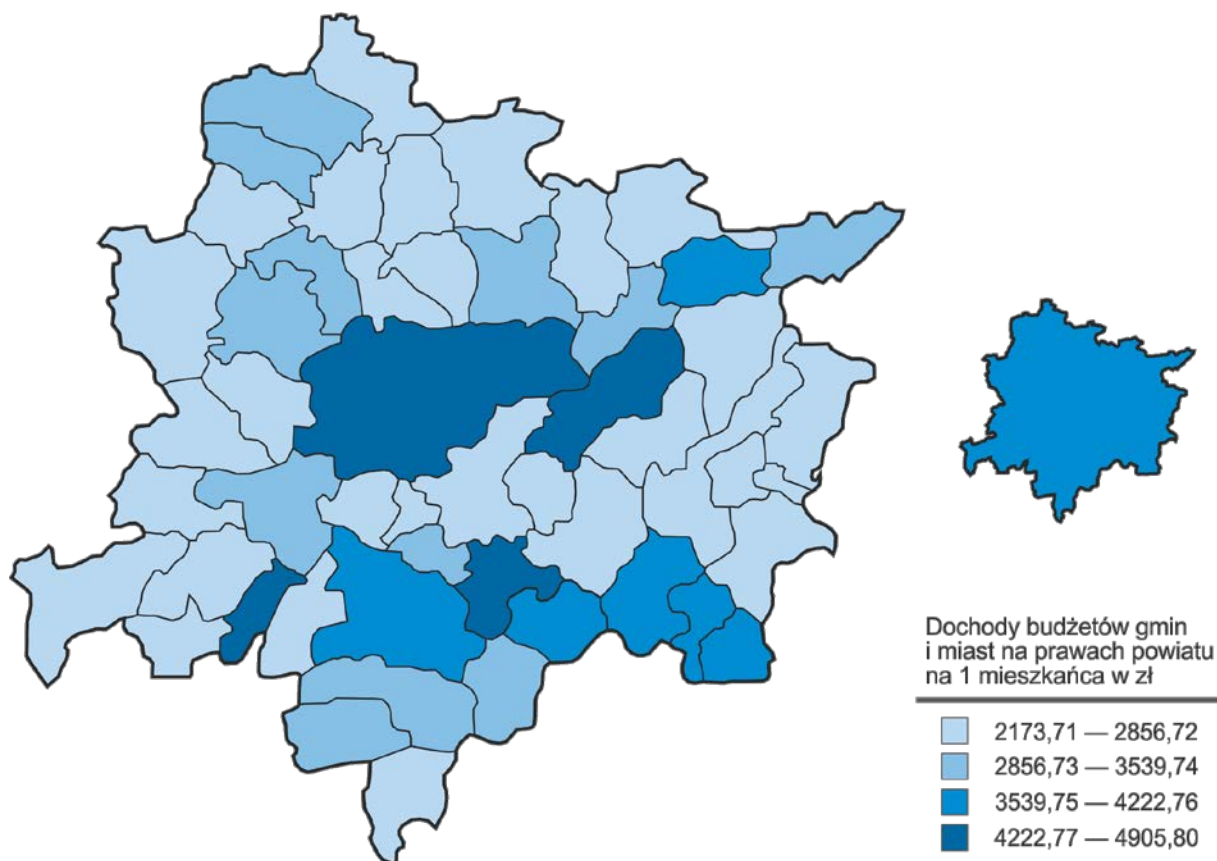 Dochody budżetów gmin
i miast na prawach powiatu
na 1 mieszkańca w zł
2173,71 — 2856,72
2856,73 — 3539,74
3539,75 — 4222,76
4222,77 — 4905,80